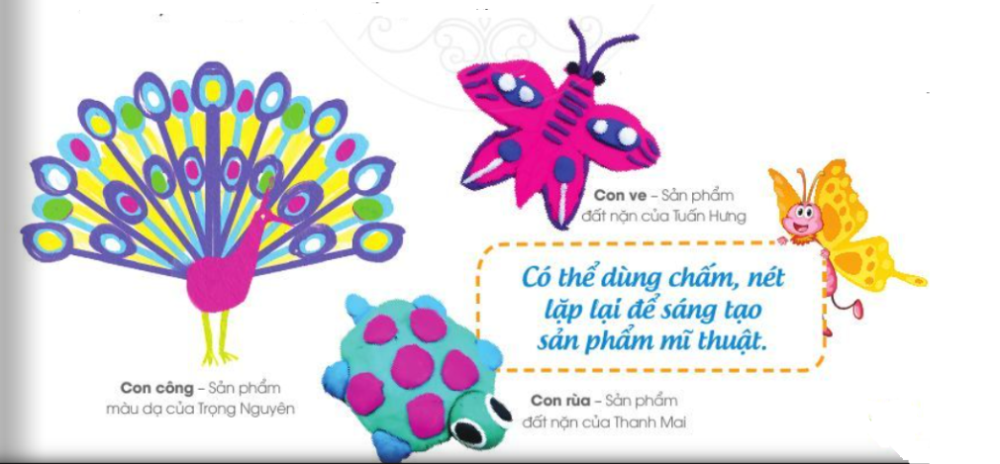 Con ve – Sản phẩm
đất nặn của Tuấn Hưng
Có thể dùng chấm, nét
lặp lại để sáng tạo
sản phẩm mĩ thuật.
Con công – Sản phẩm
màu dạ của Trọng Nguyên
Con rùa – Sản phẩm
đất nặn của Thanh Mai